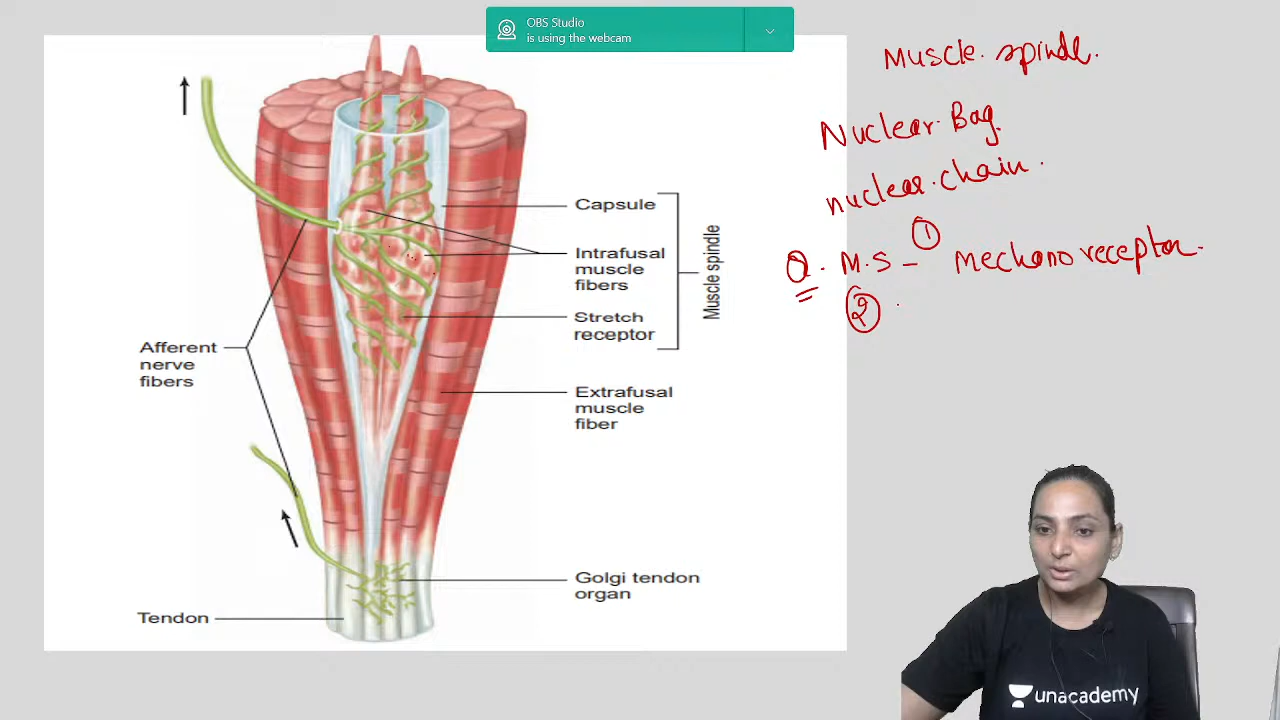 OBS Studio
is using the webcam
Muscle. spindle.
Nuclear. Bag.
nuclear. chain.
Capsule
Intrafusal
muscle
fibers
Stretch
receptor
Muscle spindle
Q. M.S – ① Mechanoreceptor.
②
Afferent
nerve
fibers
Extrafusal
muscle
fiber
Golgi tendon
organ
Tendon
unacademy